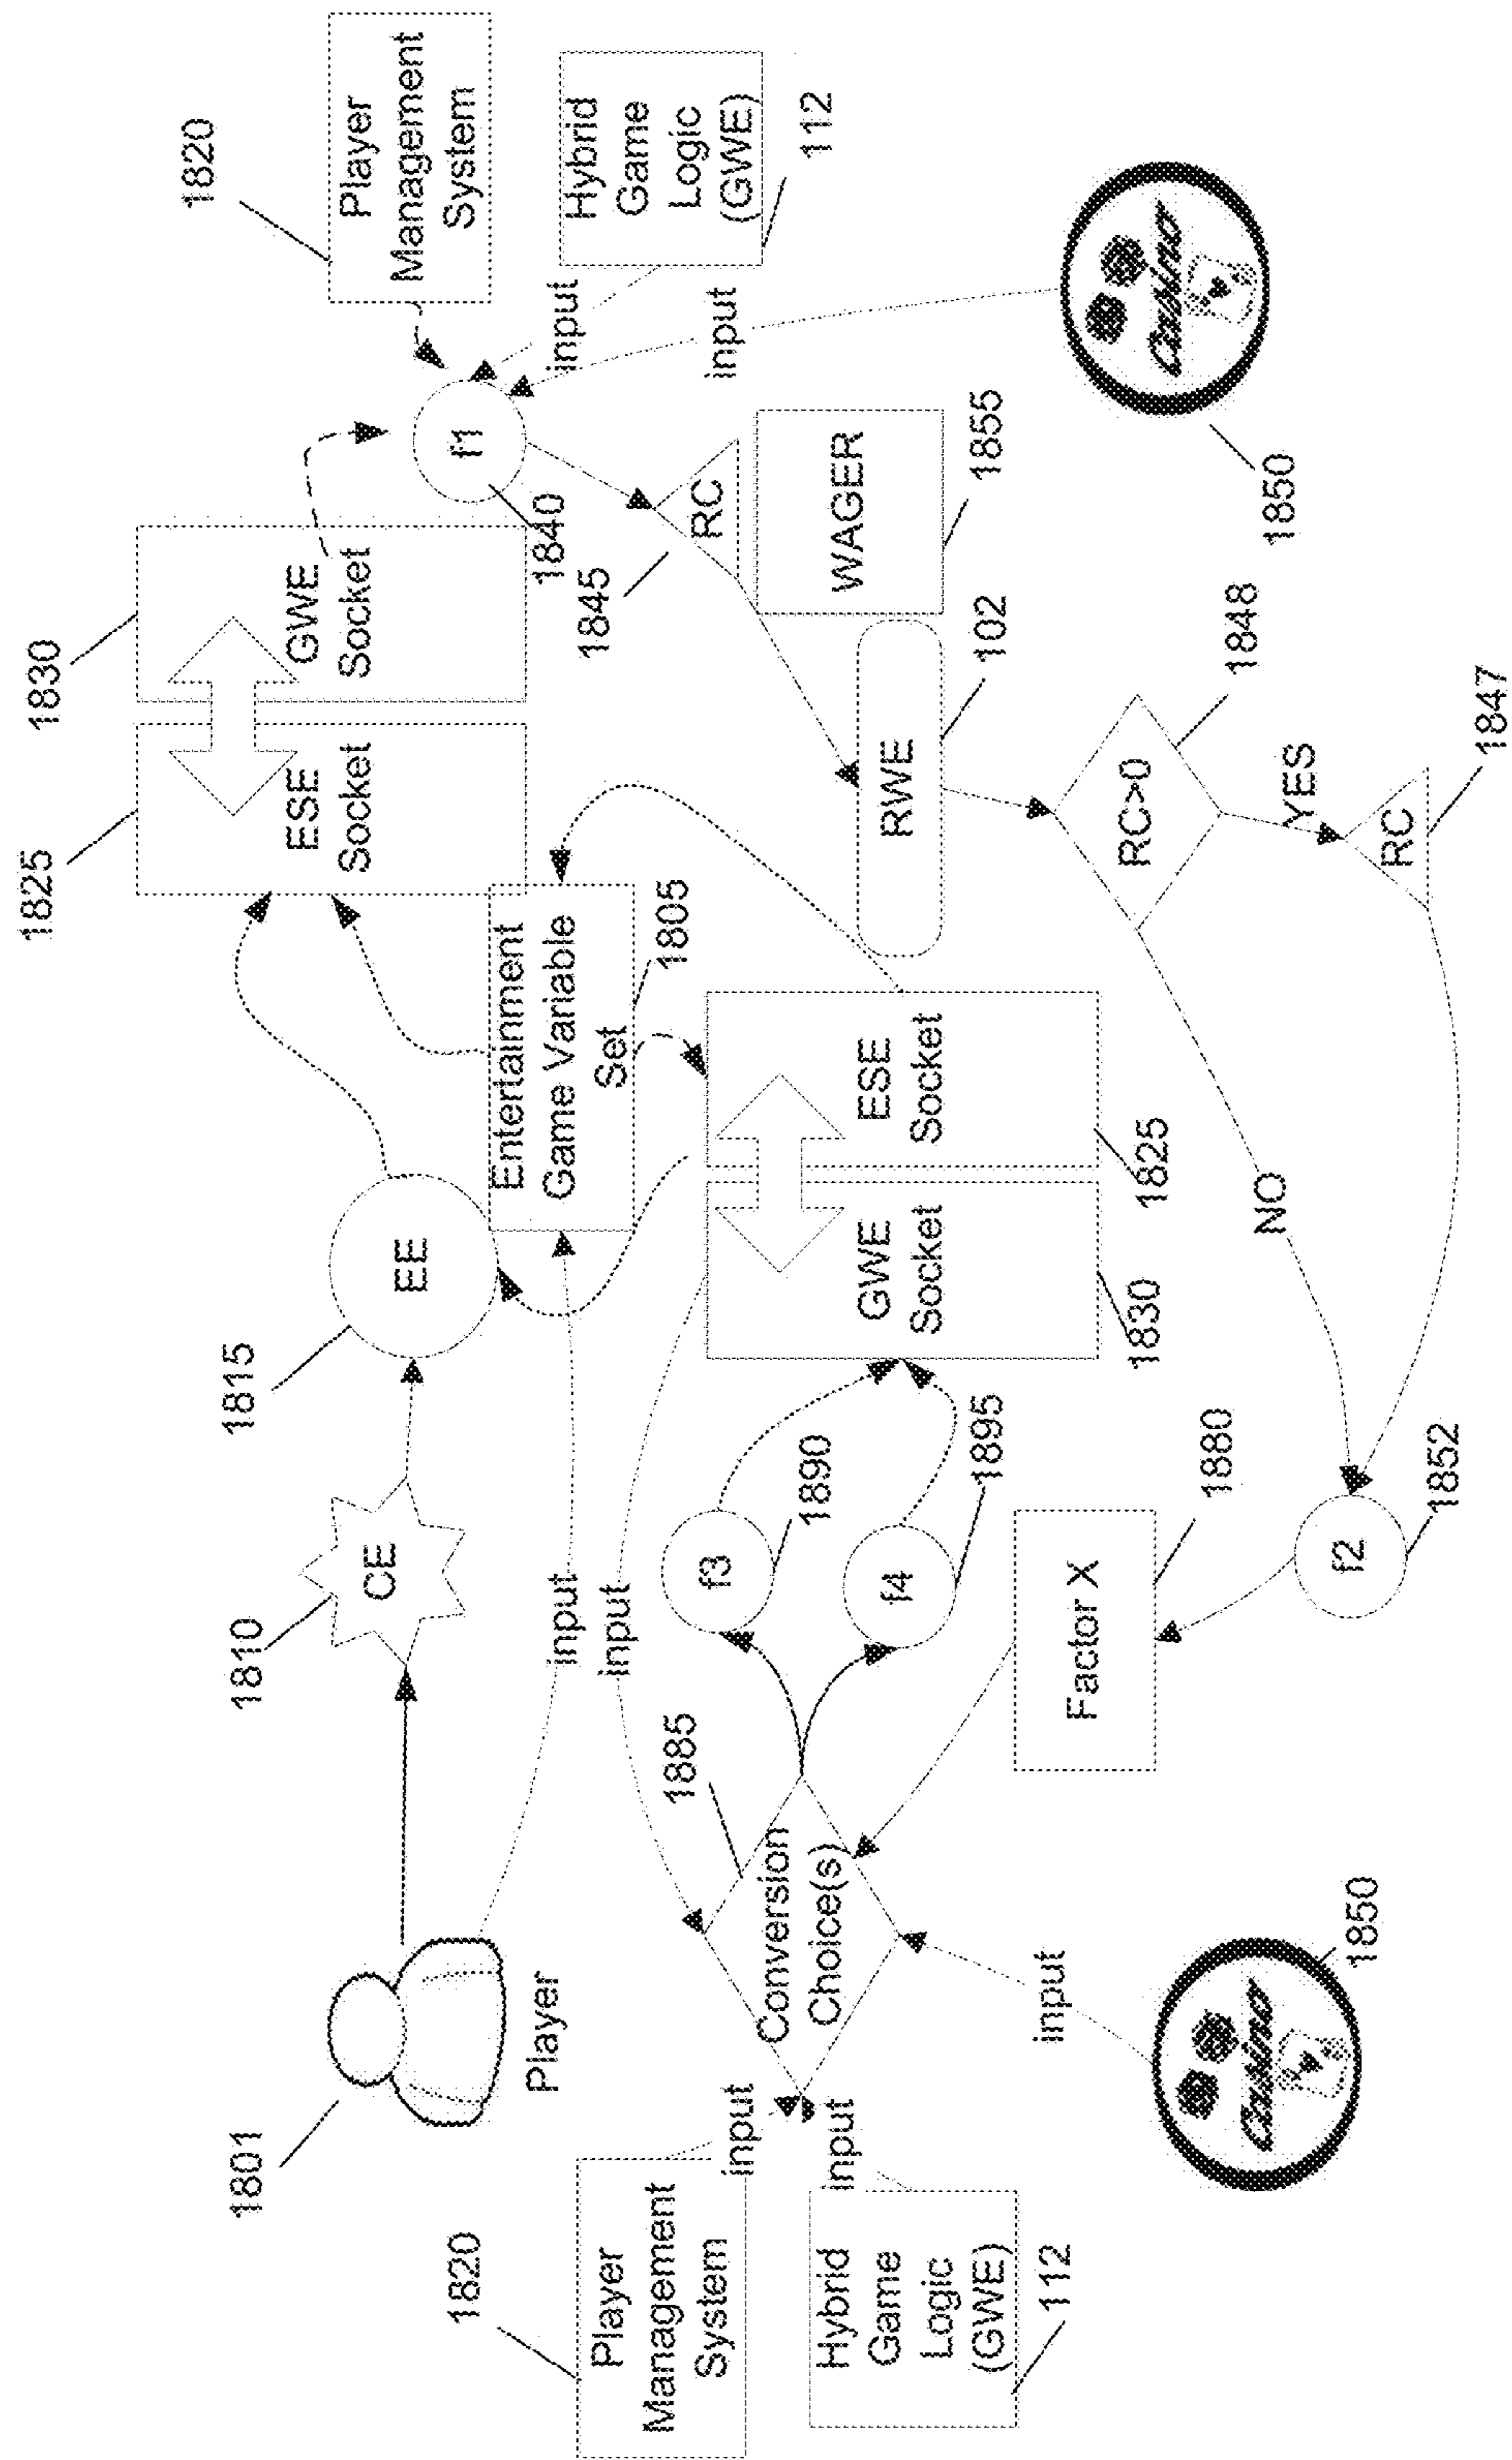 1801
Player
1810
CE
1815
EE
1825
ESE
Socket
1830
GWE
Socket
1820
Player
Management
System
Hybrid
Game
Logic
(GWE)
112
input
input
f1
1840
1845
RC
WAGER
1855
Casino
1850
Entertainment
Game Variable
Set
1805
input
input
1820
Player
Management
System
input
Hybrid
Game
Logic
(GWE)
112
input
1885
Conversion
Choice(s)
input
Casino
1850
f3
1890
f4
1895
GWE
Socket
1830
ESE
Socket
1825
RWE
102
RC>0
1848
YES
RC
1847
NO
Factor X
1880
f2
1852